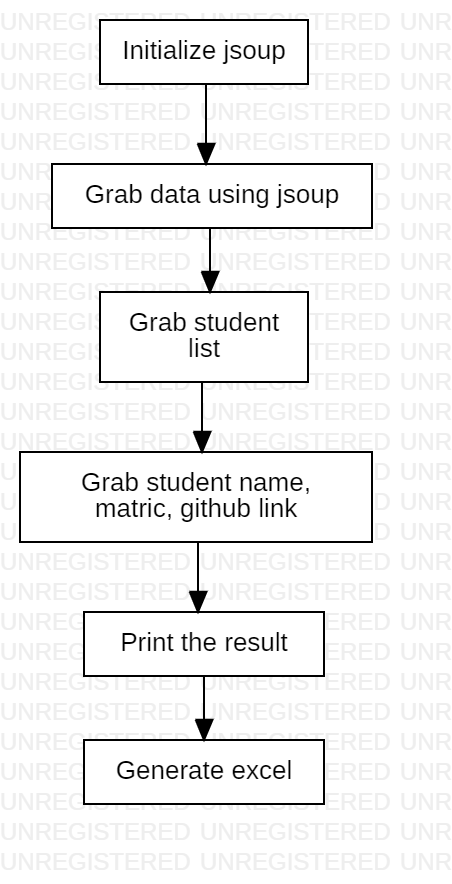 Initialize jsoup
Grab data using jsoup
Grab student
list
Grab student name,
matric, github link
Print the result
Generate excel
UNREGISTERED UNREGISTERED UNR